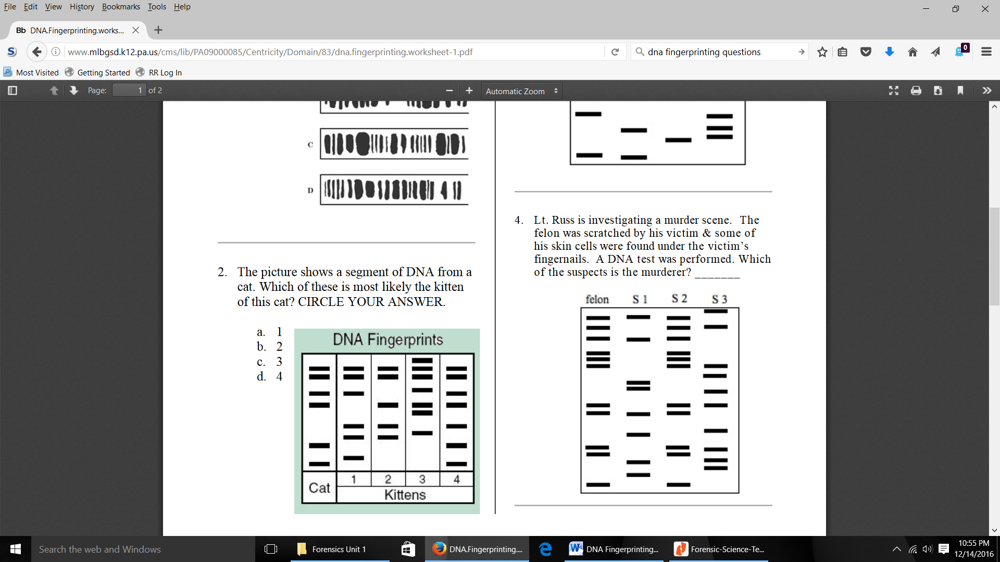 File Edit View History Bookmarks Tools Help
Bb DNA.Fingerprinting.works...
www.mlbgsd.k12.pa.us/cms/lib/PA09000085/Centricity/Domain/83/dna.fingerprinting.worksheet-1.pdf
dna fingerprinting questions
0
S
Most Visited Getting Started RR Log In
Page: 1 of 2
Automatic Zoom
C
D
2. The picture shows a segment of DNA from a
cat. Which of these is most likely the kitten
of this cat? CIRCLE YOUR ANSWER.
a. 1
b. 2
c. 3
d. 4
DNA Fingerprints
1 2 3 4
Cat
Kittens
4. Lt. Russ is investigating a murder scene. The
felon was scratched by his victim & some of
his skin cells were found under the victim’s
fingernails. A DNA test was performed. Which
of the suspects is the murderer? _______
felon S 1 S 2 S 3
Search the web and Windows
Forensics Unit 1
DNA.Fingerprinting....
DNA Fingerprinting...
Forensic-Science-Te...
10:55 PM
12/14/2016